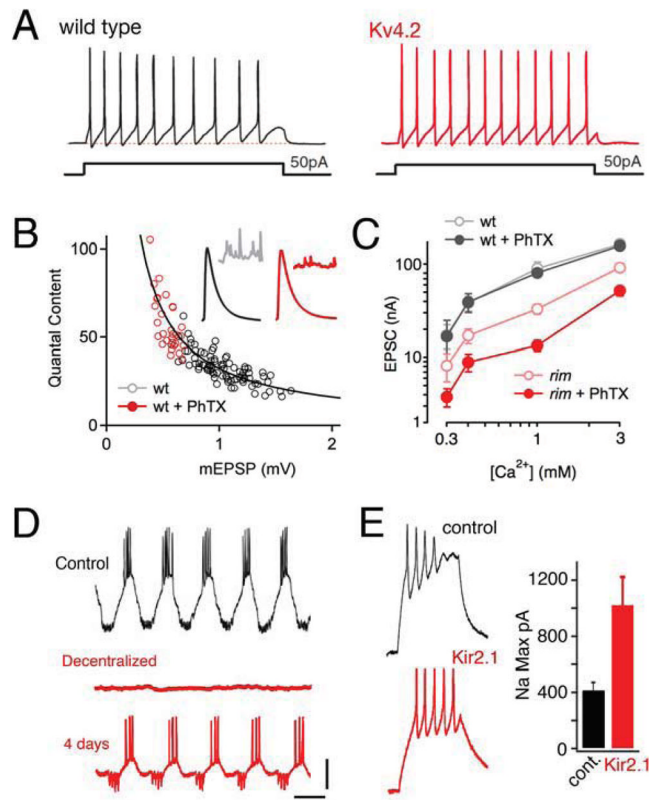 A
wild type
Kv4.2
50pA
50pA
B
100
50
0
Quantal Content
wt
wt + PhTX
0
1
2
mEPSP (mV)
C
wt
wt + PhTX
EPSC (nA)
100
10
1
rim
rim + PhTX
0.3
1
3
[Ca²⁺] (mM)
D
Control
Decentralized
4 days
E
control
Kir2.1
Na Max pA
1200
800
400
0
cont.
Kir2.1